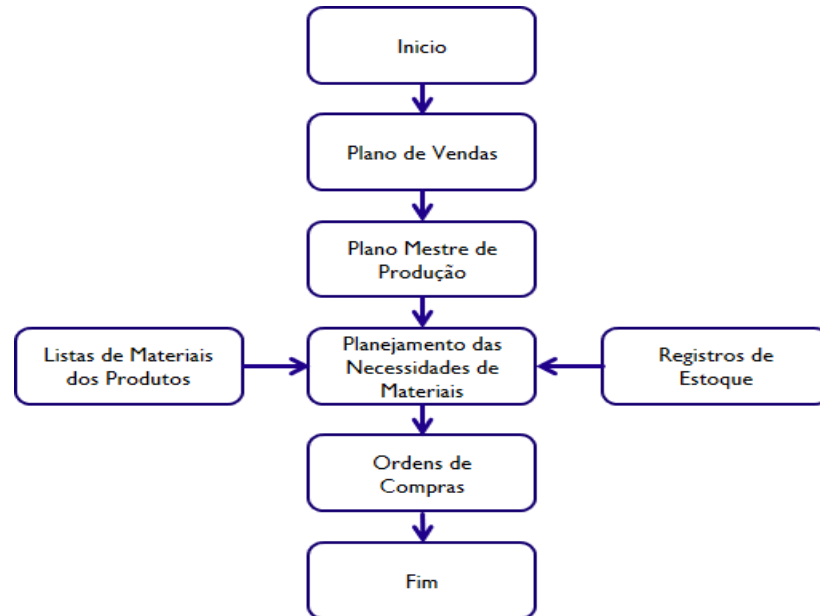 Inicio
Plano de Vendas
Plano Mestre de
Produção
Listas de Materiais
dos Produtos
Planejamento das
Necessidades de
Materiais
Registros de
Estoque
Ordens de
Compras
Fim